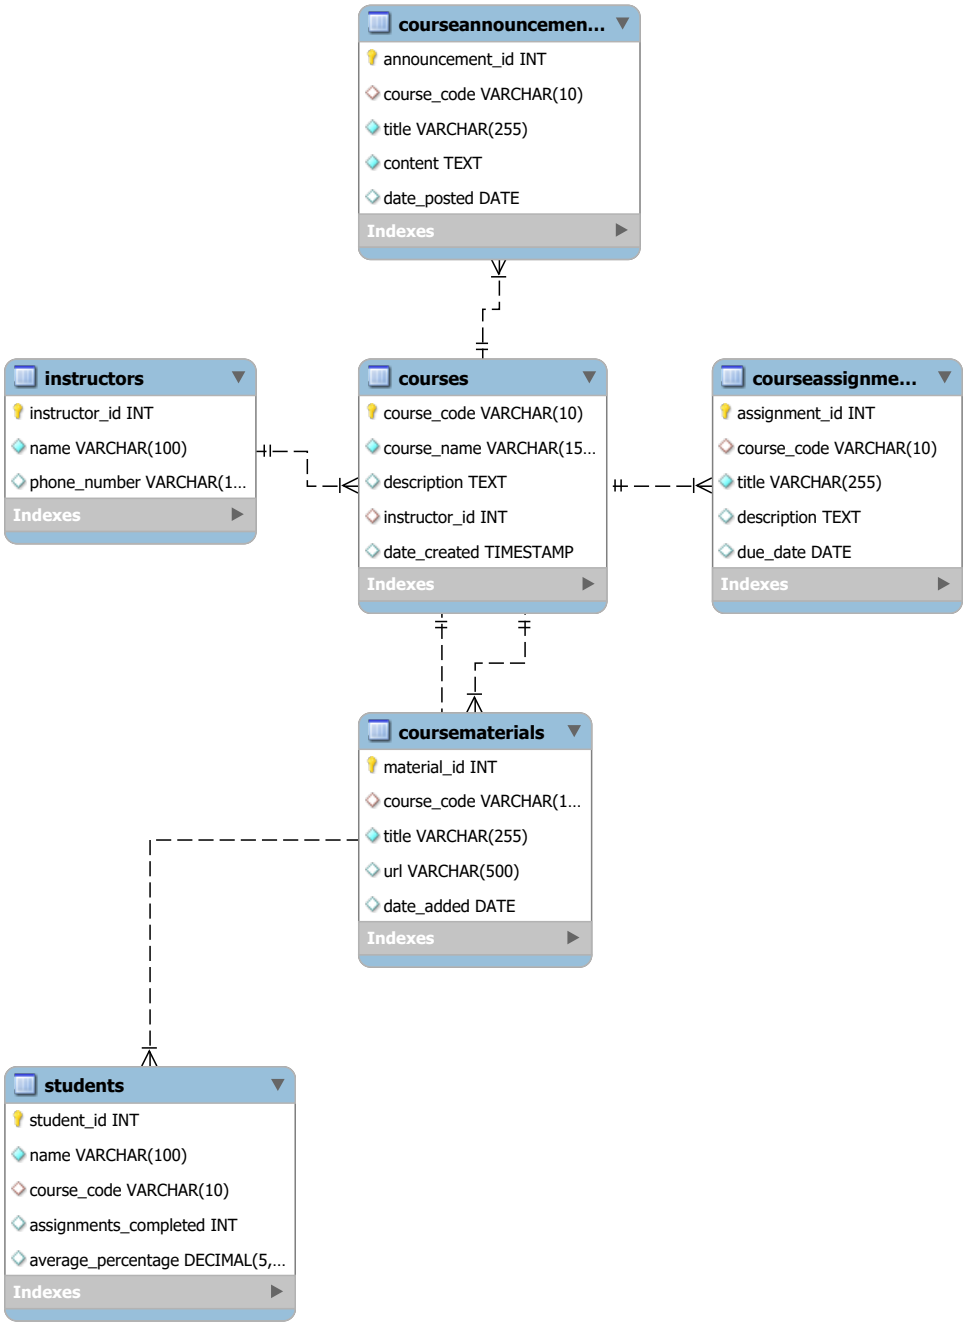 courseannouncemen...
announcement_id INT
course_code VARCHAR(10)
title VARCHAR(255)
content TEXT
date_posted DATE
Indexes
instructors
instructor_id INT
name VARCHAR(100)
phone_number VARCHAR(1...
Indexes
courses
course_code VARCHAR(10)
course_name VARCHAR(15...
description TEXT
instructor_id INT
date_created TIMESTAMP
Indexes
courseassignme...
assignment_id INT
course_code VARCHAR(10)
title VARCHAR(255)
description TEXT
due_date DATE
Indexes
coursematerials
material_id INT
course_code VARCHAR(1...
title VARCHAR(255)
url VARCHAR(500)
date_added DATE
Indexes
students
student_id INT
name VARCHAR(100)
course_code VARCHAR(10)
assignments_completed INT
average_percentage DECIMAL(5,...
Indexes